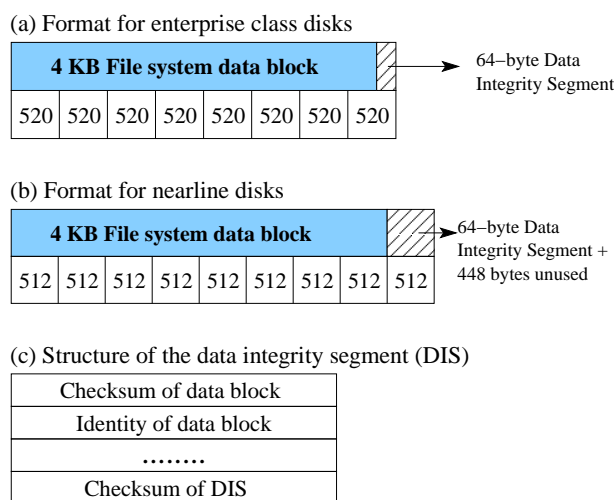 (a) Format for enterprise class disks
4 KB File system data block
64−byte Data
Integrity Segment
520 520 520 520 520 520 520 520
(b) Format for nearline disks
4 KB File system data block
64−byte Data
Integrity Segment +
448 bytes unused
512 512 512 512 512 512 512 512 512
(c) Structure of the data integrity segment (DIS)
Checksum of data block
Identity of data block
........
Checksum of DIS